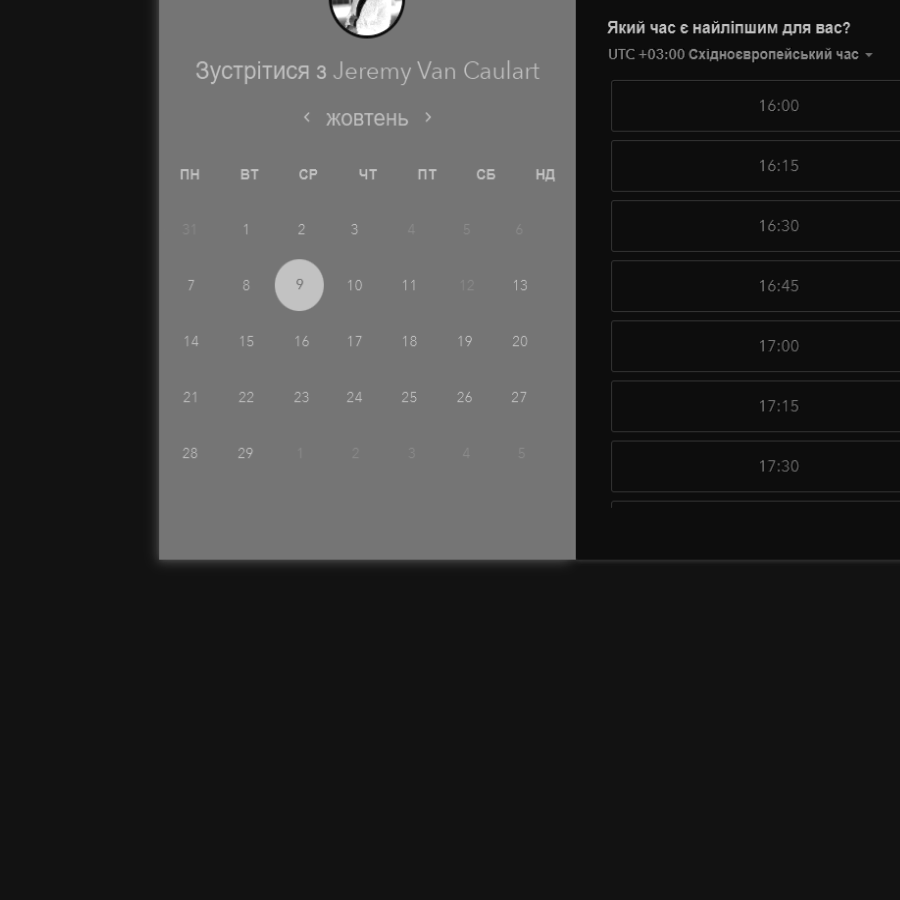 Зустрітися з Jeremy Van Caulart
жовтень
ПН ВТ СР ЧТ ПТ СБ НД
31 1 2 3 4 5 6
7 8 9 10 11 12 13
14 15 16 17 18 19 20
21 22 23 24 25 26 27
28 29 1 2 3 4 5
Який час є найліпшим для вас?
UTC +03:00 Східноєвропейський час
16:00
16:15
16:30
16:45
17:00
17:15
17:30